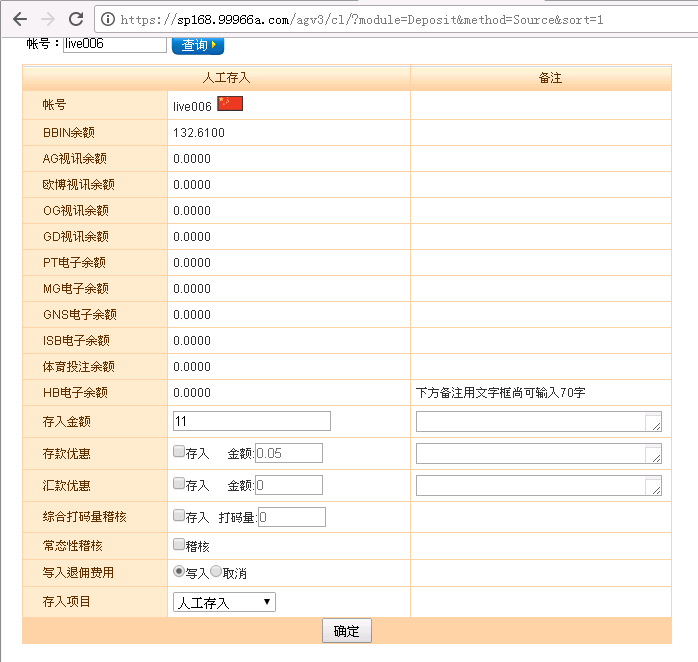 https://sp168.99966a.com/agv3/cl/?module=Deposit&method=Source&sort=1
帐号：live006 查询
人工存入 备注
帐号 live006
BBIN余额 132.6100
AG视讯余额 0.0000
欧博视讯余额 0.0000
OG视讯余额 0.0000
GD视讯余额 0.0000
PT电子余额 0.0000
MG电子余额 0.0000
GNS电子余额 0.0000
ISB电子余额 0.0000
体育投注余额 0.0000
HB电子余额 0.0000 下方备注用文字框尚可输入70字
存入金额 11
存款优惠 存入 金额:0.05
汇款优惠 存入 金额:0
综合打码量稽核 存入 打码量:0
常态性稽核 稽核
写入退佣费用 写入 取消
存入项目 人工存入
确定